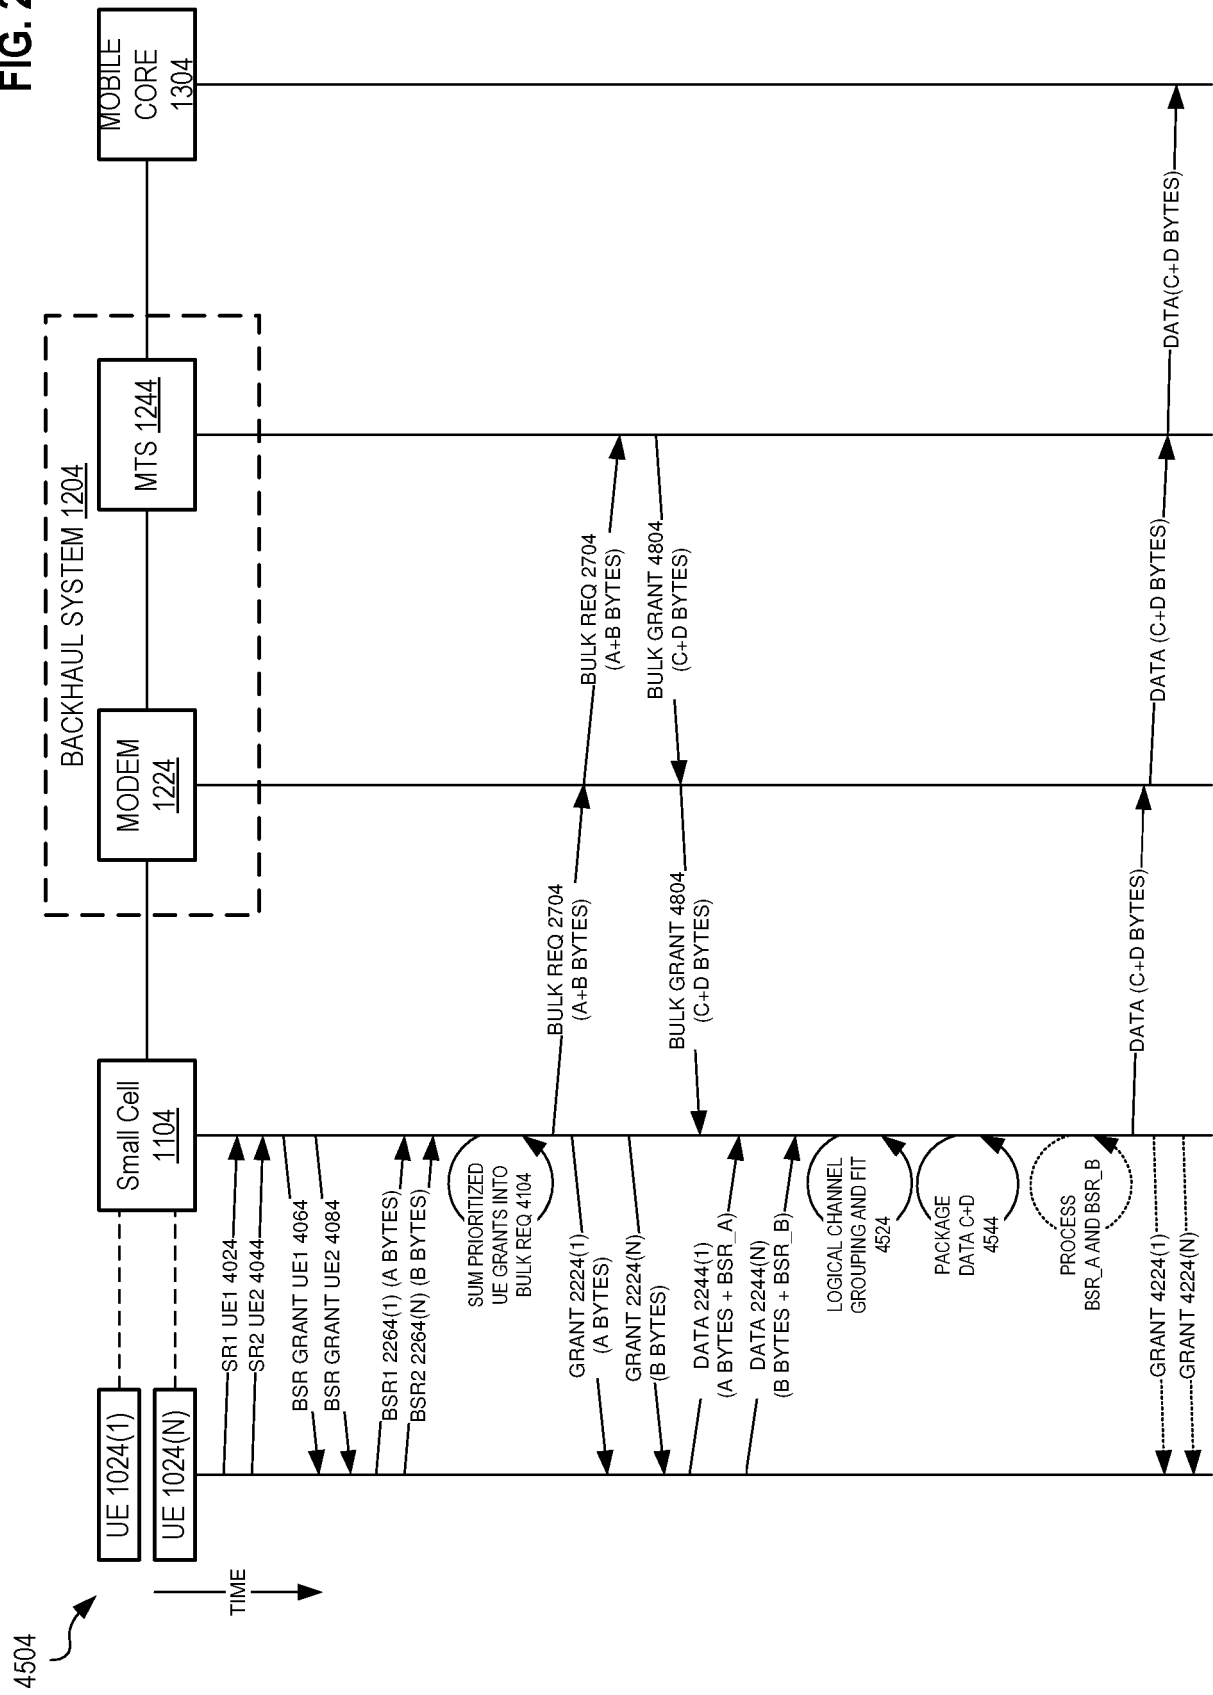 FIG. 2
4504
TIME
UE 1024(1)
UE 1024(N)
Small Cell
1104
BACKHAUL SYSTEM 1204
MODEM
1224
MTS 1244
MOBILE
CORE
1304
SR1 UE1 4024
SR2 UE2 4044
BSR GRANT UE1 4064
BSR GRANT UE2 4084
BSR1 2264(1) (A BYTES)
BSR2 2264(N) (B BYTES)
SUM PRIORITIZED
UE GRANTS INTO
BULK REQ 4104
BULK REQ 2704
(A+B BYTES)
BULK REQ 2704
(A+B BYTES)
GRANT 2224(1)
(A BYTES)
GRANT 2224(N)
(B BYTES)
BULK GRANT 4804
(C+D BYTES)
BULK GRANT 4804
(C+D BYTES)
DATA 2244(1)
(A BYTES + BSR_A)
DATA 2244(N)
(B BYTES + BSR_B)
LOGICAL CHANNEL
GROUPING AND FIT
4524
PACKAGE
DATA C+D
4544
PROCESS
BSR_A AND BSR_B
DATA (C+D BYTES)
DATA (C+D BYTES)
DATA(C+D BYTES)
GRANT 4224(1)
GRANT 4224(N)